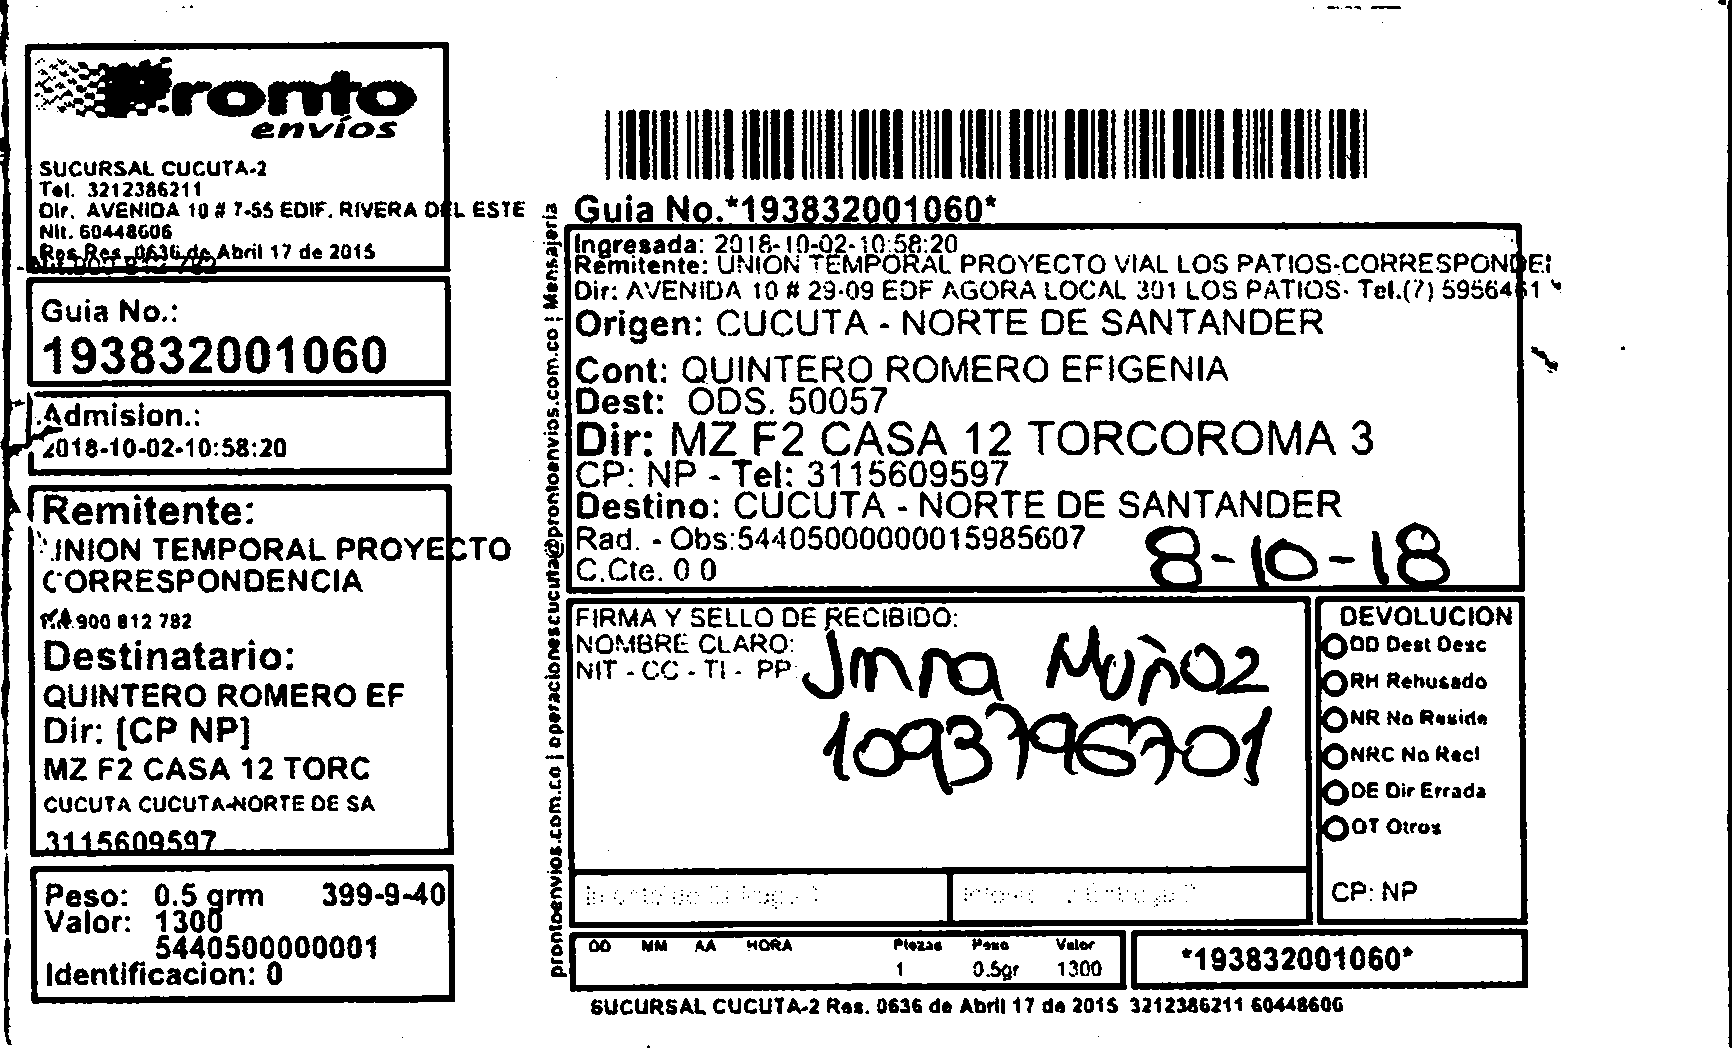 Pronto
envíos
SUCURSAL CUCUTA-2
Tel. 3212386211
Dir. AVENIDA 10 # 7-55 EDIF. RIVERA DEL ESTE
Nit. 60448606
Res. 0636 de Abril 17 de 2015
Guia No.:
193832001060
Admision.:
2018-10-02-10:58:20
Remitente:
UNION TEMPORAL PROYECTO
CORRESPONDENCIA
900 812 782
Destinatario:
QUINTERO ROMERO EF
Dir: [CP NP]
MZ F2 CASA 12 TORC
CUCUTA CUCUTA-NORTE DE SA
3115609597
Peso: 0.5 grm 399-9-40
Valor: 1300
5440500000001
Identificacion: 0
prontoenvios.com.co | operacionescucuta@prontoenvios.com.co | Mensajeria
Guia No.*193832001060*
Ingresada: 2018-10-02-10:58:20
Remitente: UNION TEMPORAL PROYECTO VIAL LOS PATIOS-CORRESPONDEI
Dir: AVENIDA 10 # 29-09 EDF AGORA LOCAL 301 LOS PATIOS- Tel.(7) 5956461
Origen: CUCUTA - NORTE DE SANTANDER
Cont: QUINTERO ROMERO EFIGENIA
Dest: ODS. 50057
Dir: MZ F2 CASA 12 TORCOROMA 3
CP: NP - Tel: 3115609597
Destino: CUCUTA - NORTE DE SANTANDER
Rad. - Obs:54405000000015985607
C.Cte. 0 0
8-10-18
FIRMA Y SELLO DE RECIBIDO:
NOMBRE CLARO:
NIT - CC - TI - PP:
Muñoz
1093796701
DEVOLUCION
DD Dest Desc
RH Rehusado
NR No Reside
NRC No Recl
DE Dir Errada
OT Otros
CP: NP
DD MM AA HORA Piezas Peso Valor
1 0.5gr 1300
*193832001060*
SUCURSAL CUCUTA-2 Res. 0636 de Abril 17 de 2015 3212386211 60448606